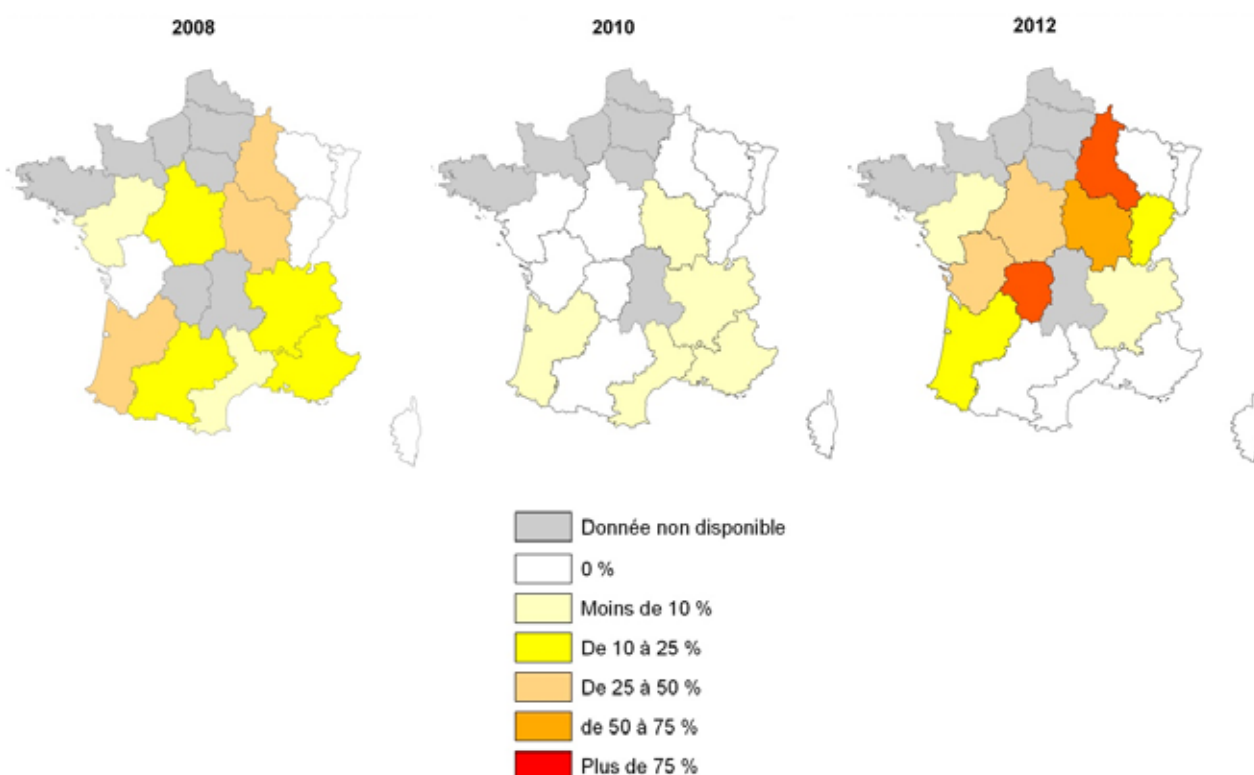 2008
2010
2012
Donnée non disponible
0 %
Moins de 10 %
De 10 à 25 %
De 25 à 50 %
de 50 à 75 %
Plus de 75 %